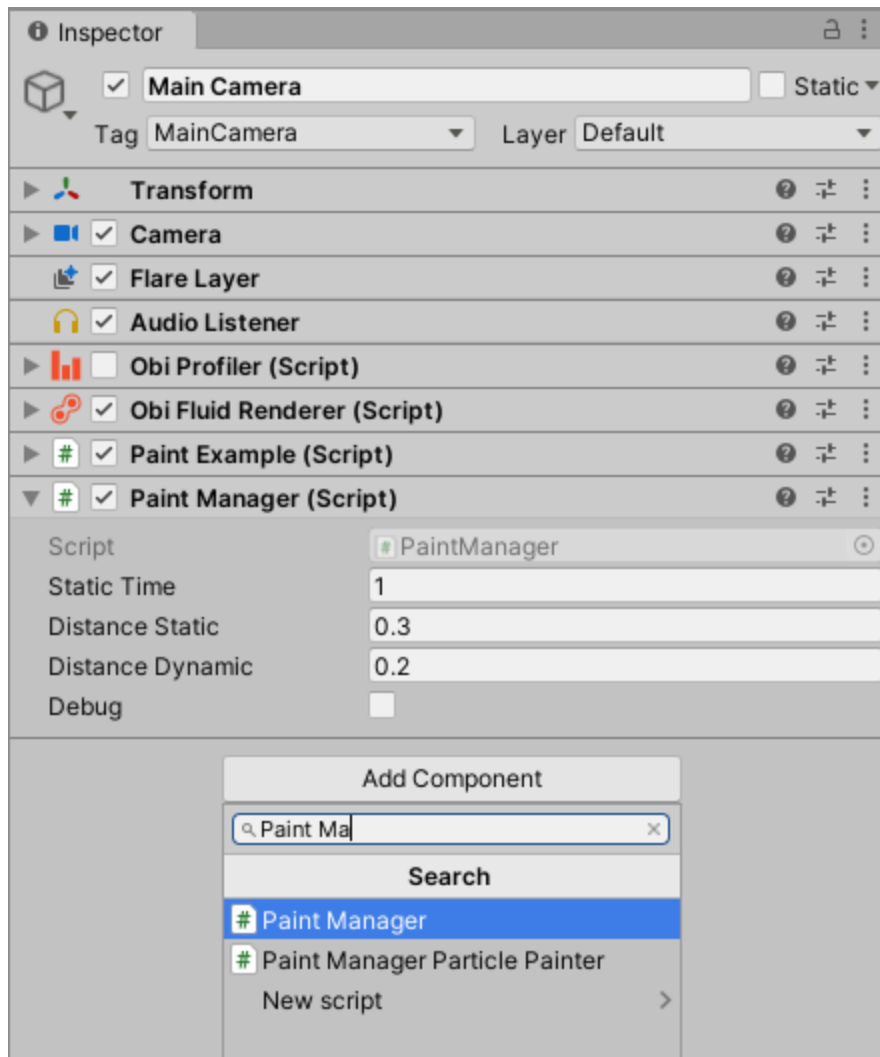 Inspector
Main Camera Static
Tag MainCamera Layer Default
Transform
Camera
Flare Layer
Audio Listener
Obi Profiler (Script)
Obi Fluid Renderer (Script)
# Paint Example (Script)
# Paint Manager (Script)
Script # PaintManager
Static Time 1
Distance Static 0.3
Distance Dynamic 0.2
Debug
Add Component
Paint Ma
Search
# Paint Manager
# Paint Manager Particle Painter
New script